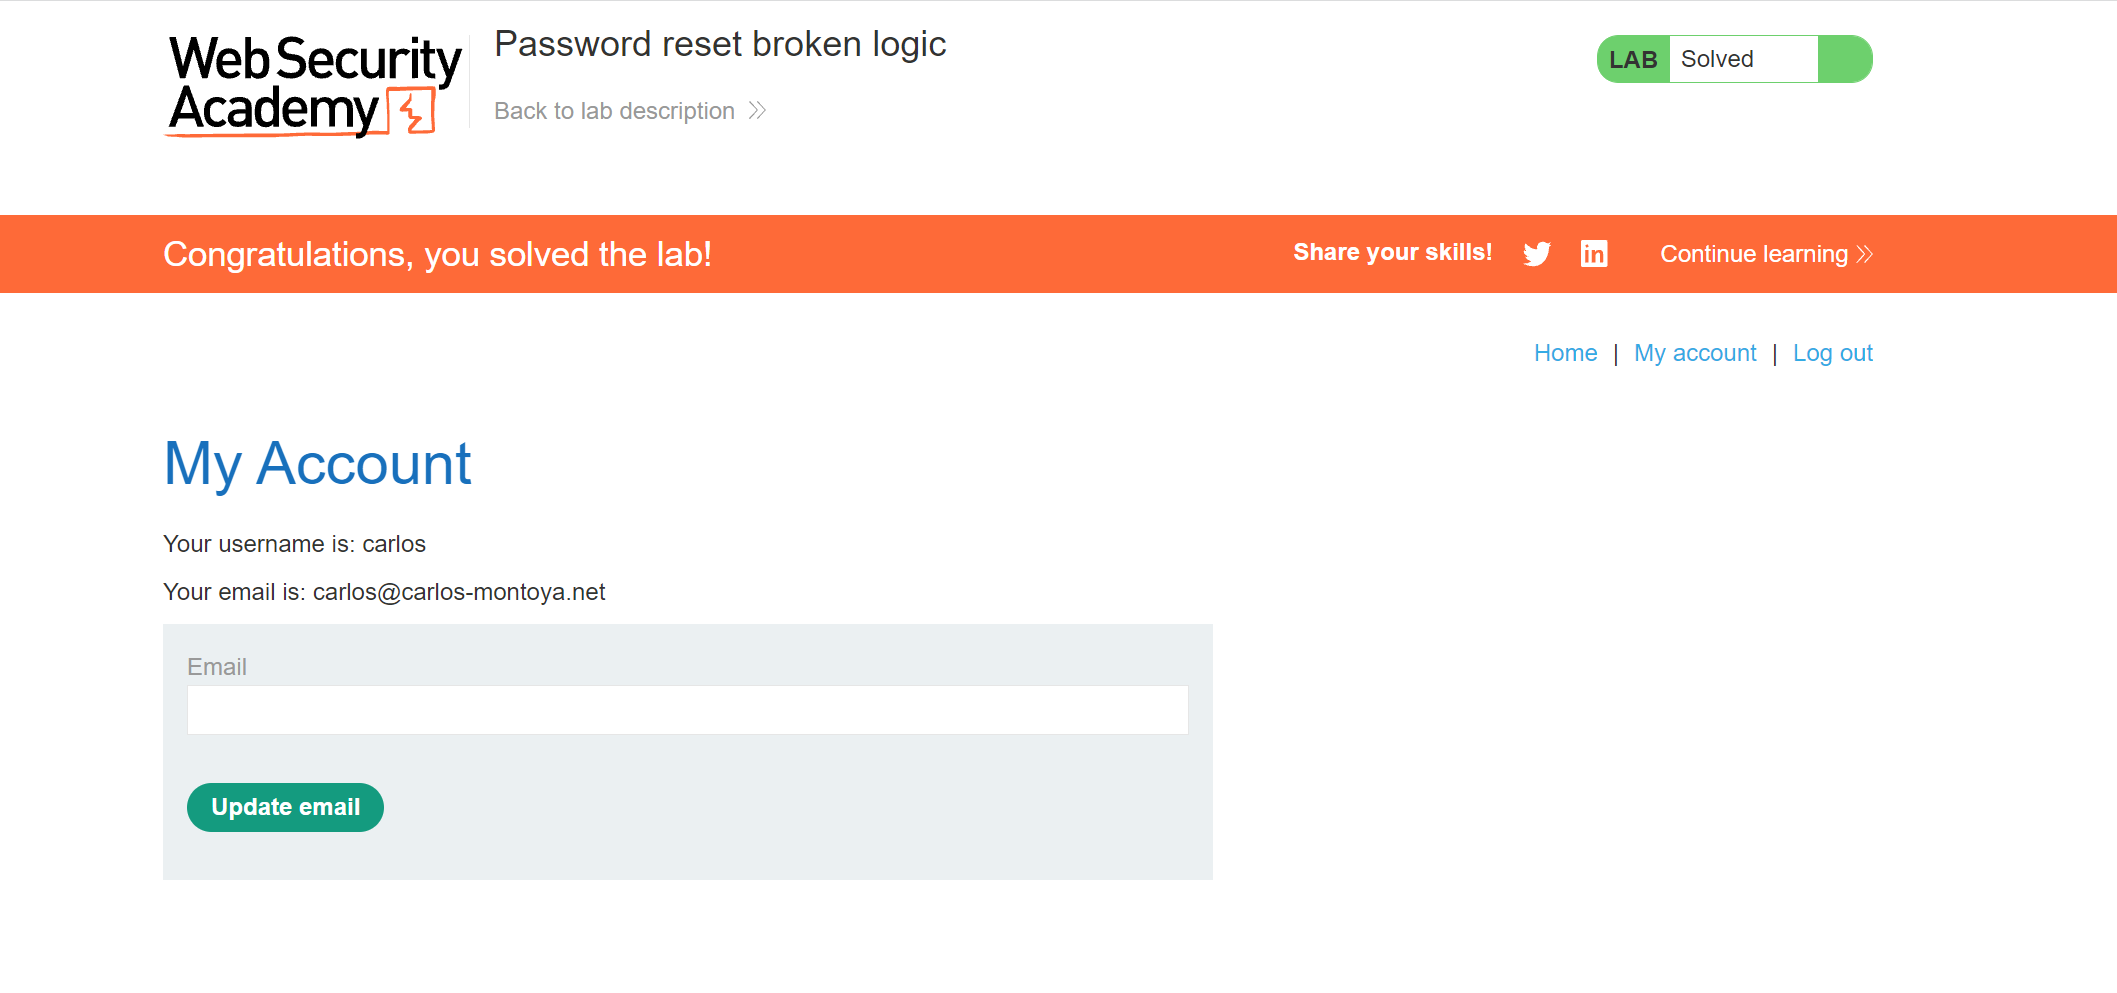 Web Security
Academy
Password reset broken logic
Back to lab description
LAB Solved
Congratulations, you solved the lab!
Share your skills!
Continue learning
Home | My account | Log out
My Account
Your username is: carlos
Your email is: carlos@carlos-montoya.net
Email
Update email